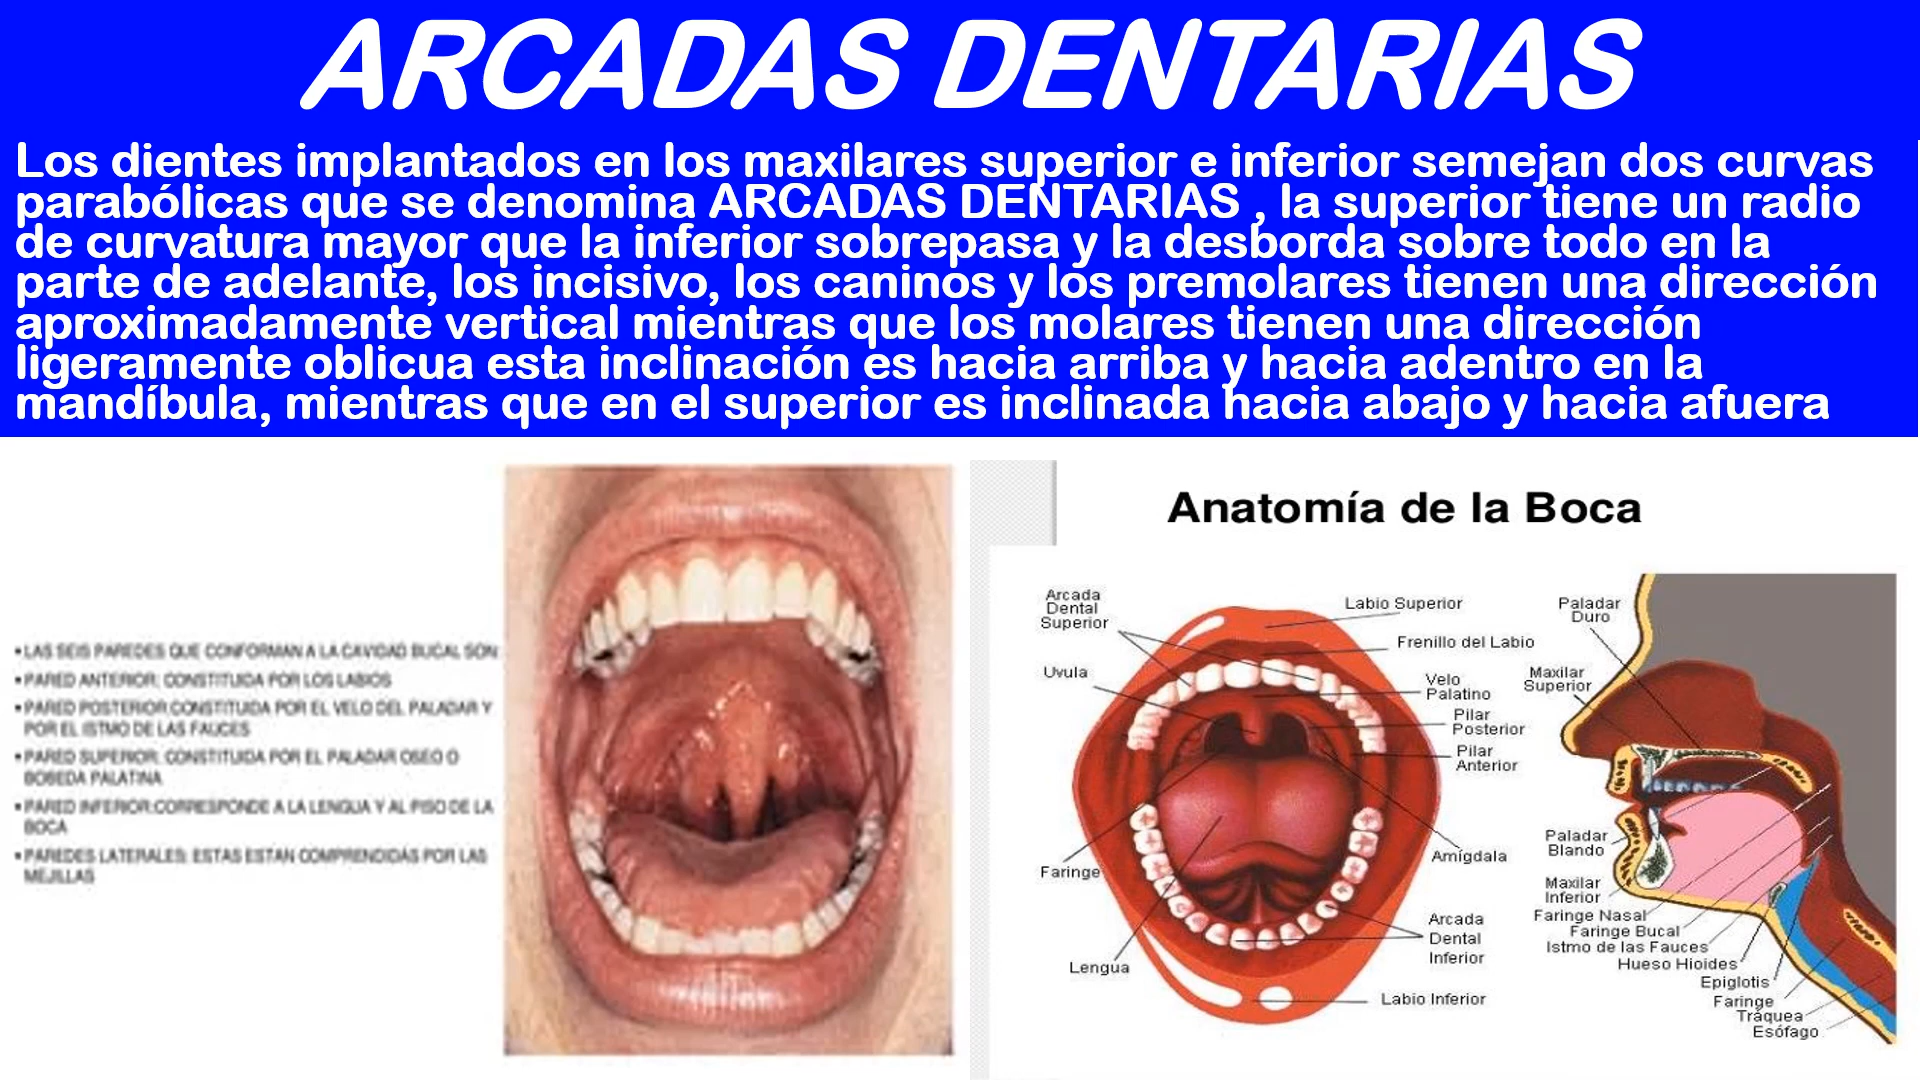 ARCADAS DENTARIAS
Los dientes implantados en los maxilares superior e inferior semejan dos curvas
parabólicas que se denomina ARCADAS DENTARIAS , la superior tiene un radio
de curvatura mayor que la inferior sobrepasa y la desborda sobre todo en la
parte de adelante, los incisivo, los caninos y los premolares tienen una dirección
aproximadamente vertical mientras que los molares tienen una dirección
ligeramente oblicua esta inclinación es hacia arriba y hacia adentro en la
mandíbula, mientras que en el superior es inclinada hacia abajo y hacia afuera
• LAS SEIS PAREDES QUE CONFORMAN A LA CAVIDAD BUCAL SON:
• PARED ANTERIOR: CONSTITUIDA POR LOS LABIOS
• PARED POSTERIOR:CONSTITUIDA POR EL VELO DEL PALADAR Y
POR EL ISTMO DE LAS FAUCES
• PARED SUPERIOR: CONSTITUIDA POR EL PALADAR OSEO O
BOBEDA PALATINA
• PARED INFERIOR:CORRESPONDE A LA LENGUA Y AL PISO DE LA
BOCA
• PAREDES LATERALES: ESTAS ESTAN COMPRENDIDAS POR LAS
MEJILLAS
Anatomía de la Boca
Arcada
Dental
Superior
Uvula
Faringe
Lengua
Labio Superior
Frenillo del Labio
Velo
Palatino
Pilar
Posterior
Pilar
Anterior
Amígdala
Arcada
Dental
Inferior
Labio Inferior
Paladar
Duro
Maxilar
Superior
Paladar
Blando
Maxilar
Inferior
Faringe Nasal
Faringe Bucal
Istmo de las Fauces
Hueso Hioides
Epiglotis
Faringe
Tráquea
Esófago